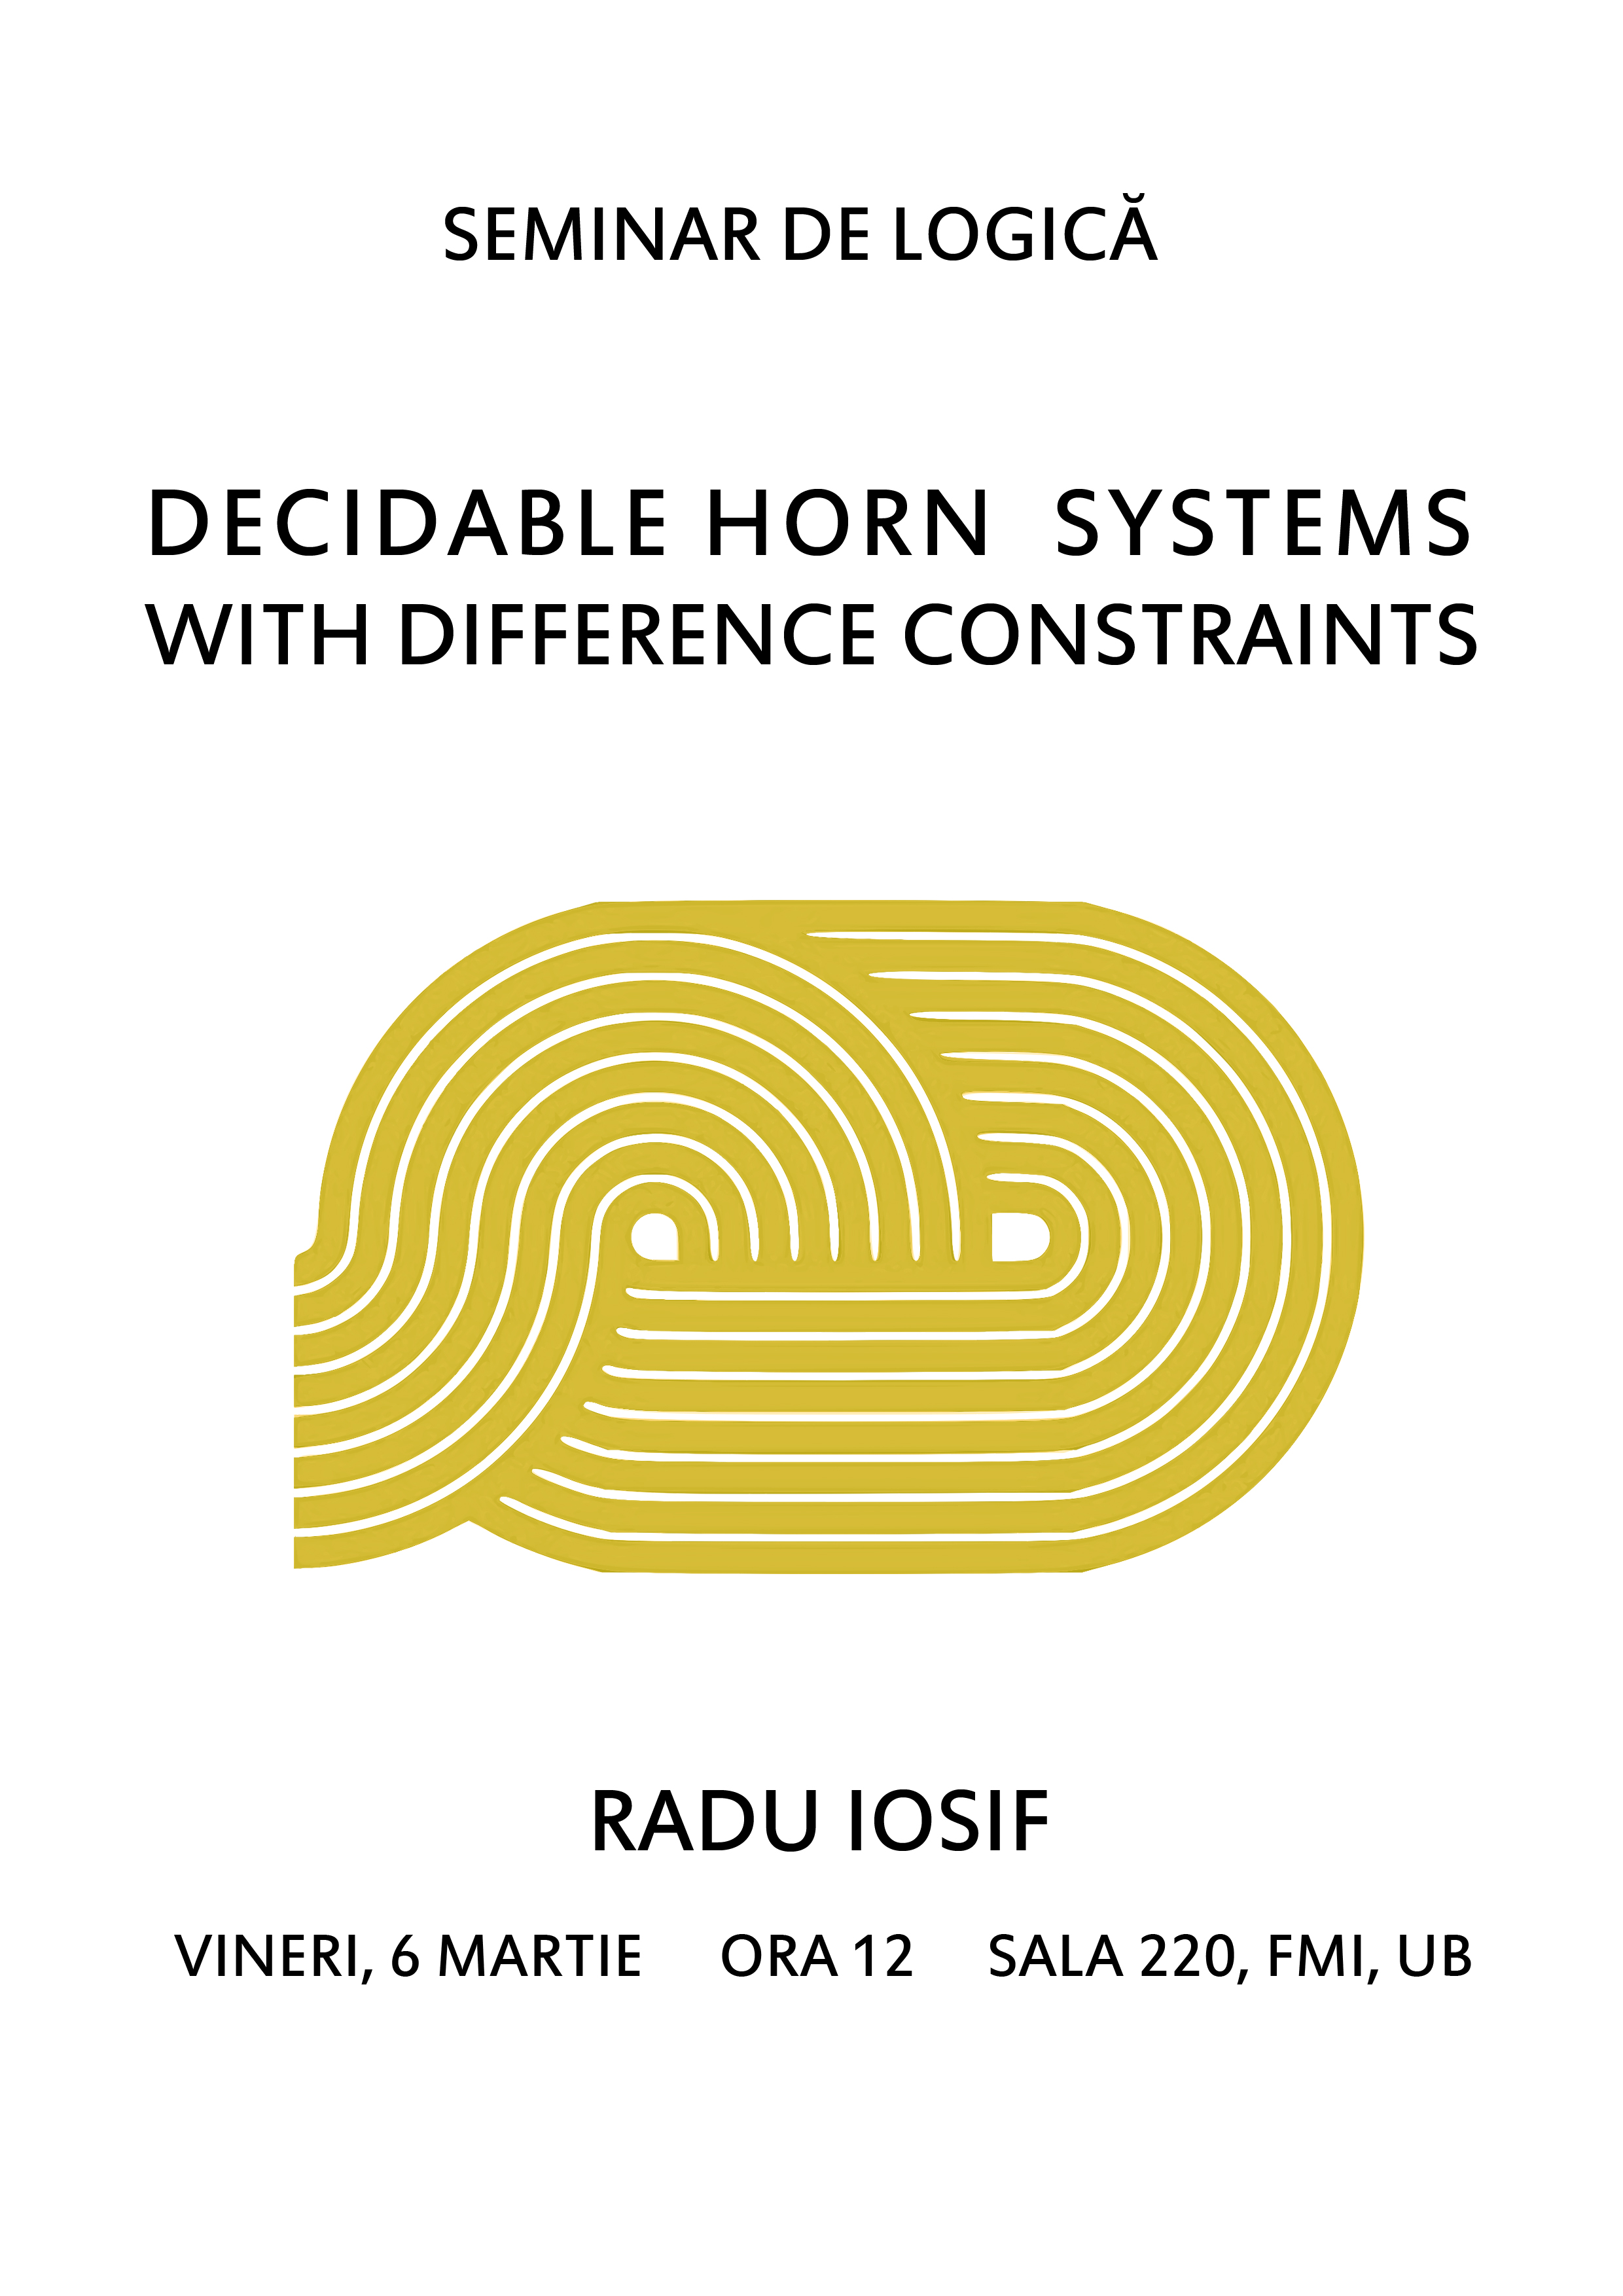 SEMINAR DE LOGICĂ
DECIDABLE HORN SYSTEMS
WITH DIFFERENCE CONSTRAINTS
RADU IOSIF
VINERI, 6 MARTIE ORA 12 SALA 220, FMI, UB